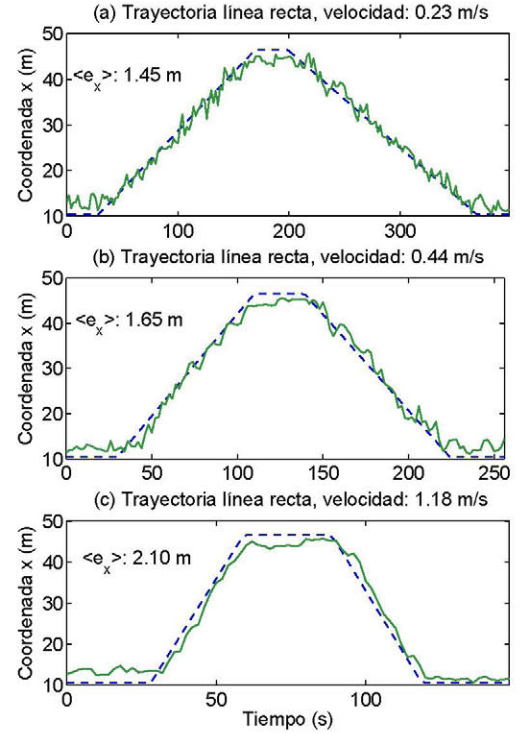 (a) Trayectoria línea recta, velocidad: 0.23 m/s
<e_x>: 1.45 m
Coordenada x (m)
50
40
30
20
10
0 100 200 300
(b) Trayectoria línea recta, velocidad: 0.44 m/s
<e_x>: 1.65 m
Coordenada x (m)
50
40
30
20
10
0 50 100 150 200 250
(c) Trayectoria línea recta, velocidad: 1.18 m/s
<e_x>: 2.10 m
Coordenada x (m)
50
40
30
20
10
0 50 100
Tiempo (s)